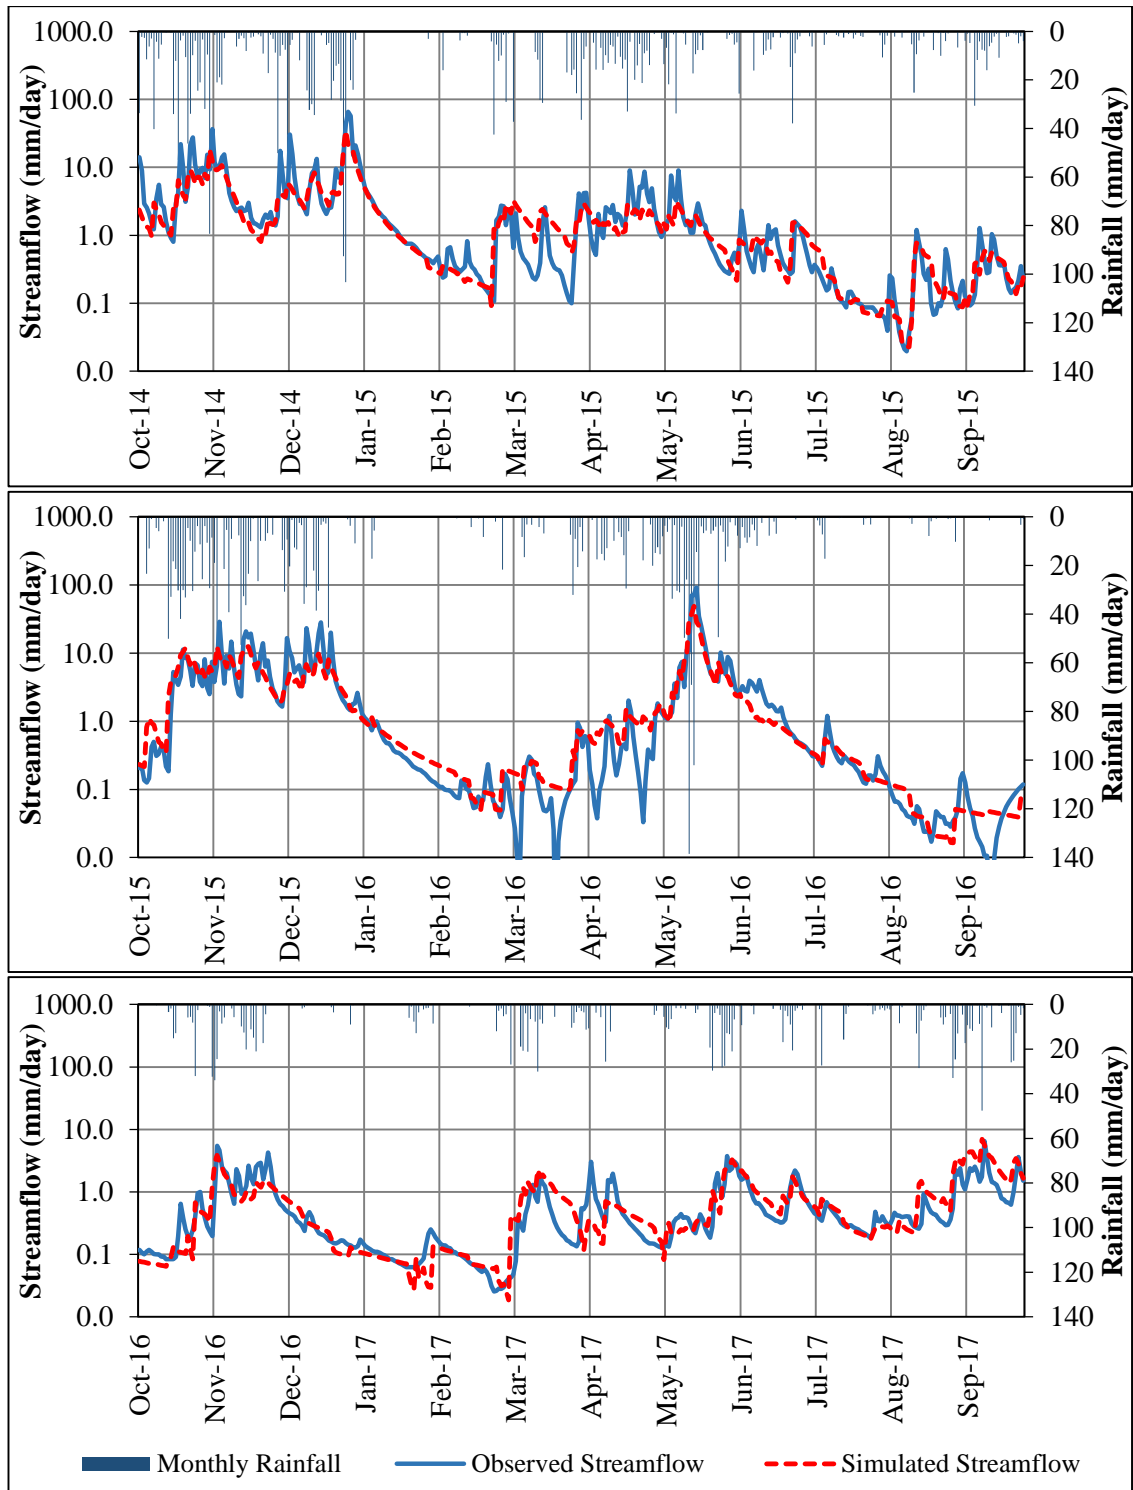 Streamflow (mm/day)
1000.0
100.0
10.0
1.0
0.1
0.0
0
20
40
60
80
100
120
140
Rainfall (mm/day)
Oct-14
Nov-14
Dec-14
Jan-15
Feb-15
Mar-15
Apr-15
May-15
Jun-15
Jul-15
Aug-15
Sep-15
Streamflow (mm/day)
1000.0
100.0
10.0
1.0
0.1
0.0
0
20
40
60
80
100
120
140
Rainfall (mm/day)
Oct-15
Nov-15
Dec-15
Jan-16
Feb-16
Mar-16
Apr-16
May-16
Jun-16
Jul-16
Aug-16
Sep-16
Streamflow (mm/day)
1000.0
100.0
10.0
1.0
0.1
0.0
0
20
40
60
80
100
120
140
Rainfall (mm/day)
Oct-16
Nov-16
Dec-16
Jan-17
Feb-17
Mar-17
Apr-17
May-17
Jun-17
Jul-17
Aug-17
Sep-17
Monthly Rainfall
Observed Streamflow
Simulated Streamflow